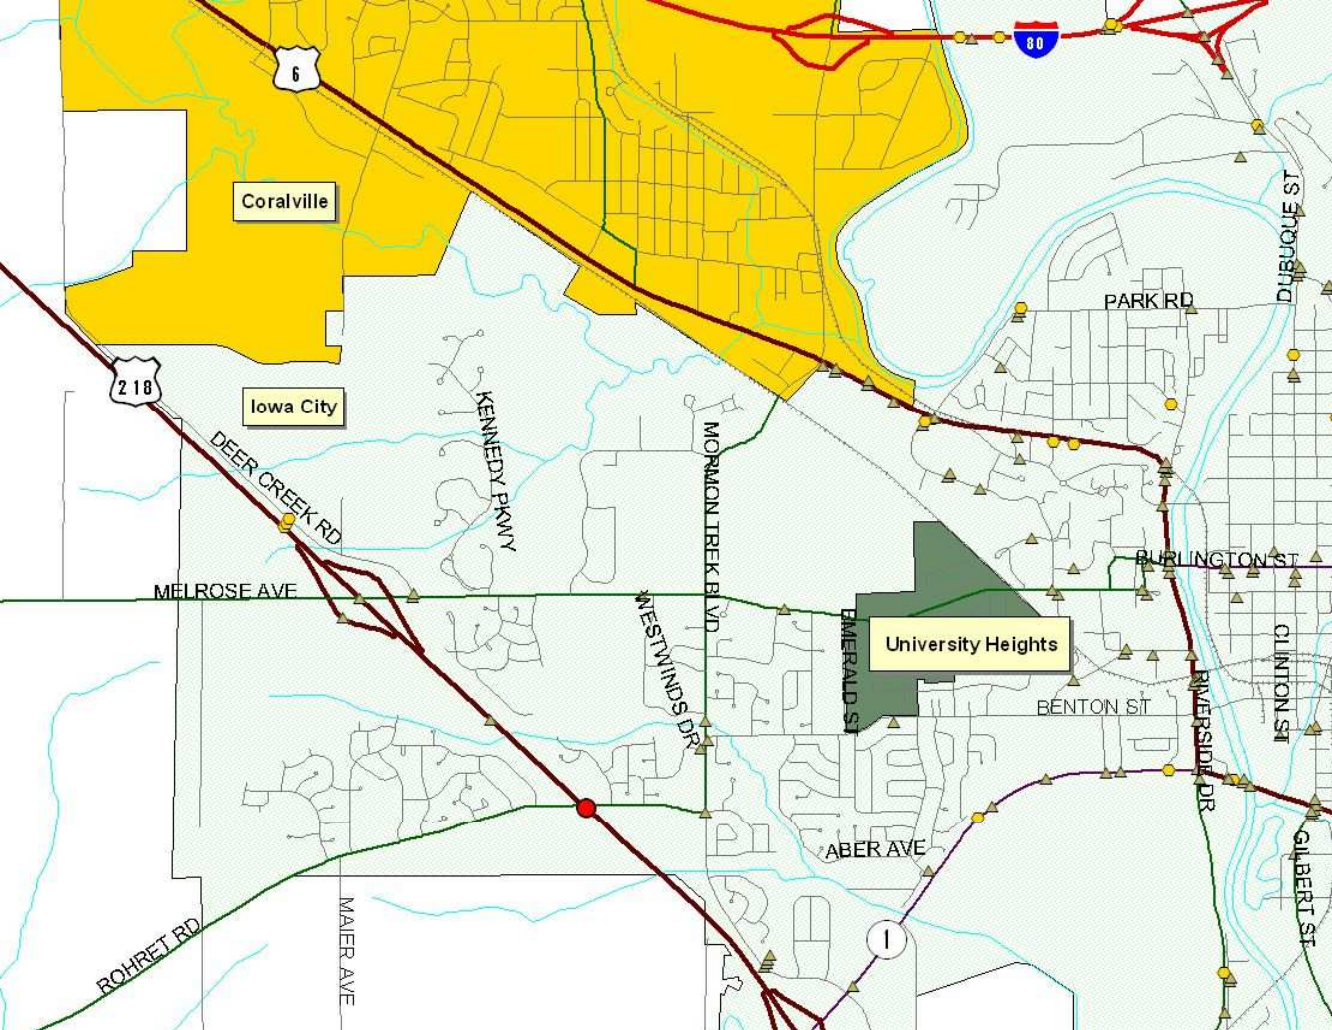 80
6
Coralville
DUBUQUE ST
PARK RD
218
Iowa City
KENNEDY PKWY
MORMON TREK BLVD
DEER CREEK RD
BURLINGTON ST
MELROSE AVE
WESTWINDS DR
EMERALD ST
University Heights
CLINTON ST
RIVERSIDE DR
BENTON ST
ABER AVE
GILBERT ST
MAIER AVE
ROHRET RD
1